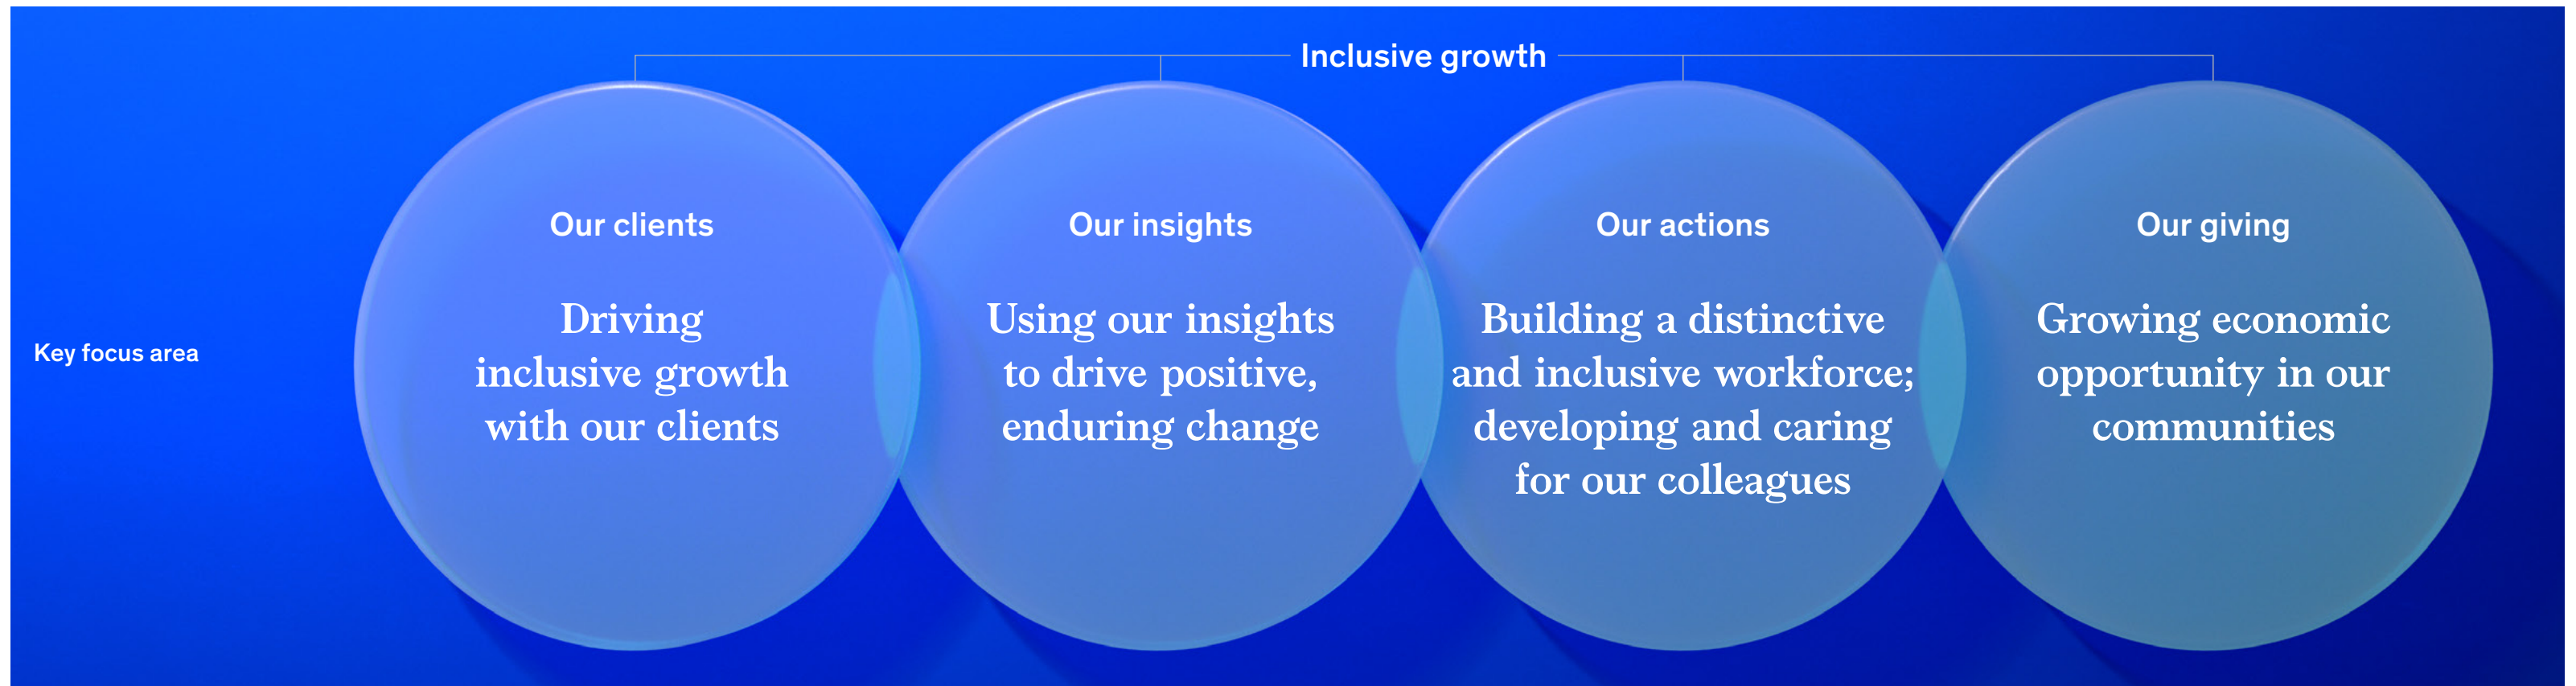 Inclusive growth
Our clients
Driving
inclusive growth
with our clients
Our insights
Using our insights
to drive positive,
enduring change
Our actions
Building a distinctive
and inclusive workforce;
developing and caring
for our colleagues
Our giving
Growing economic
opportunity in our
communities
Key focus area